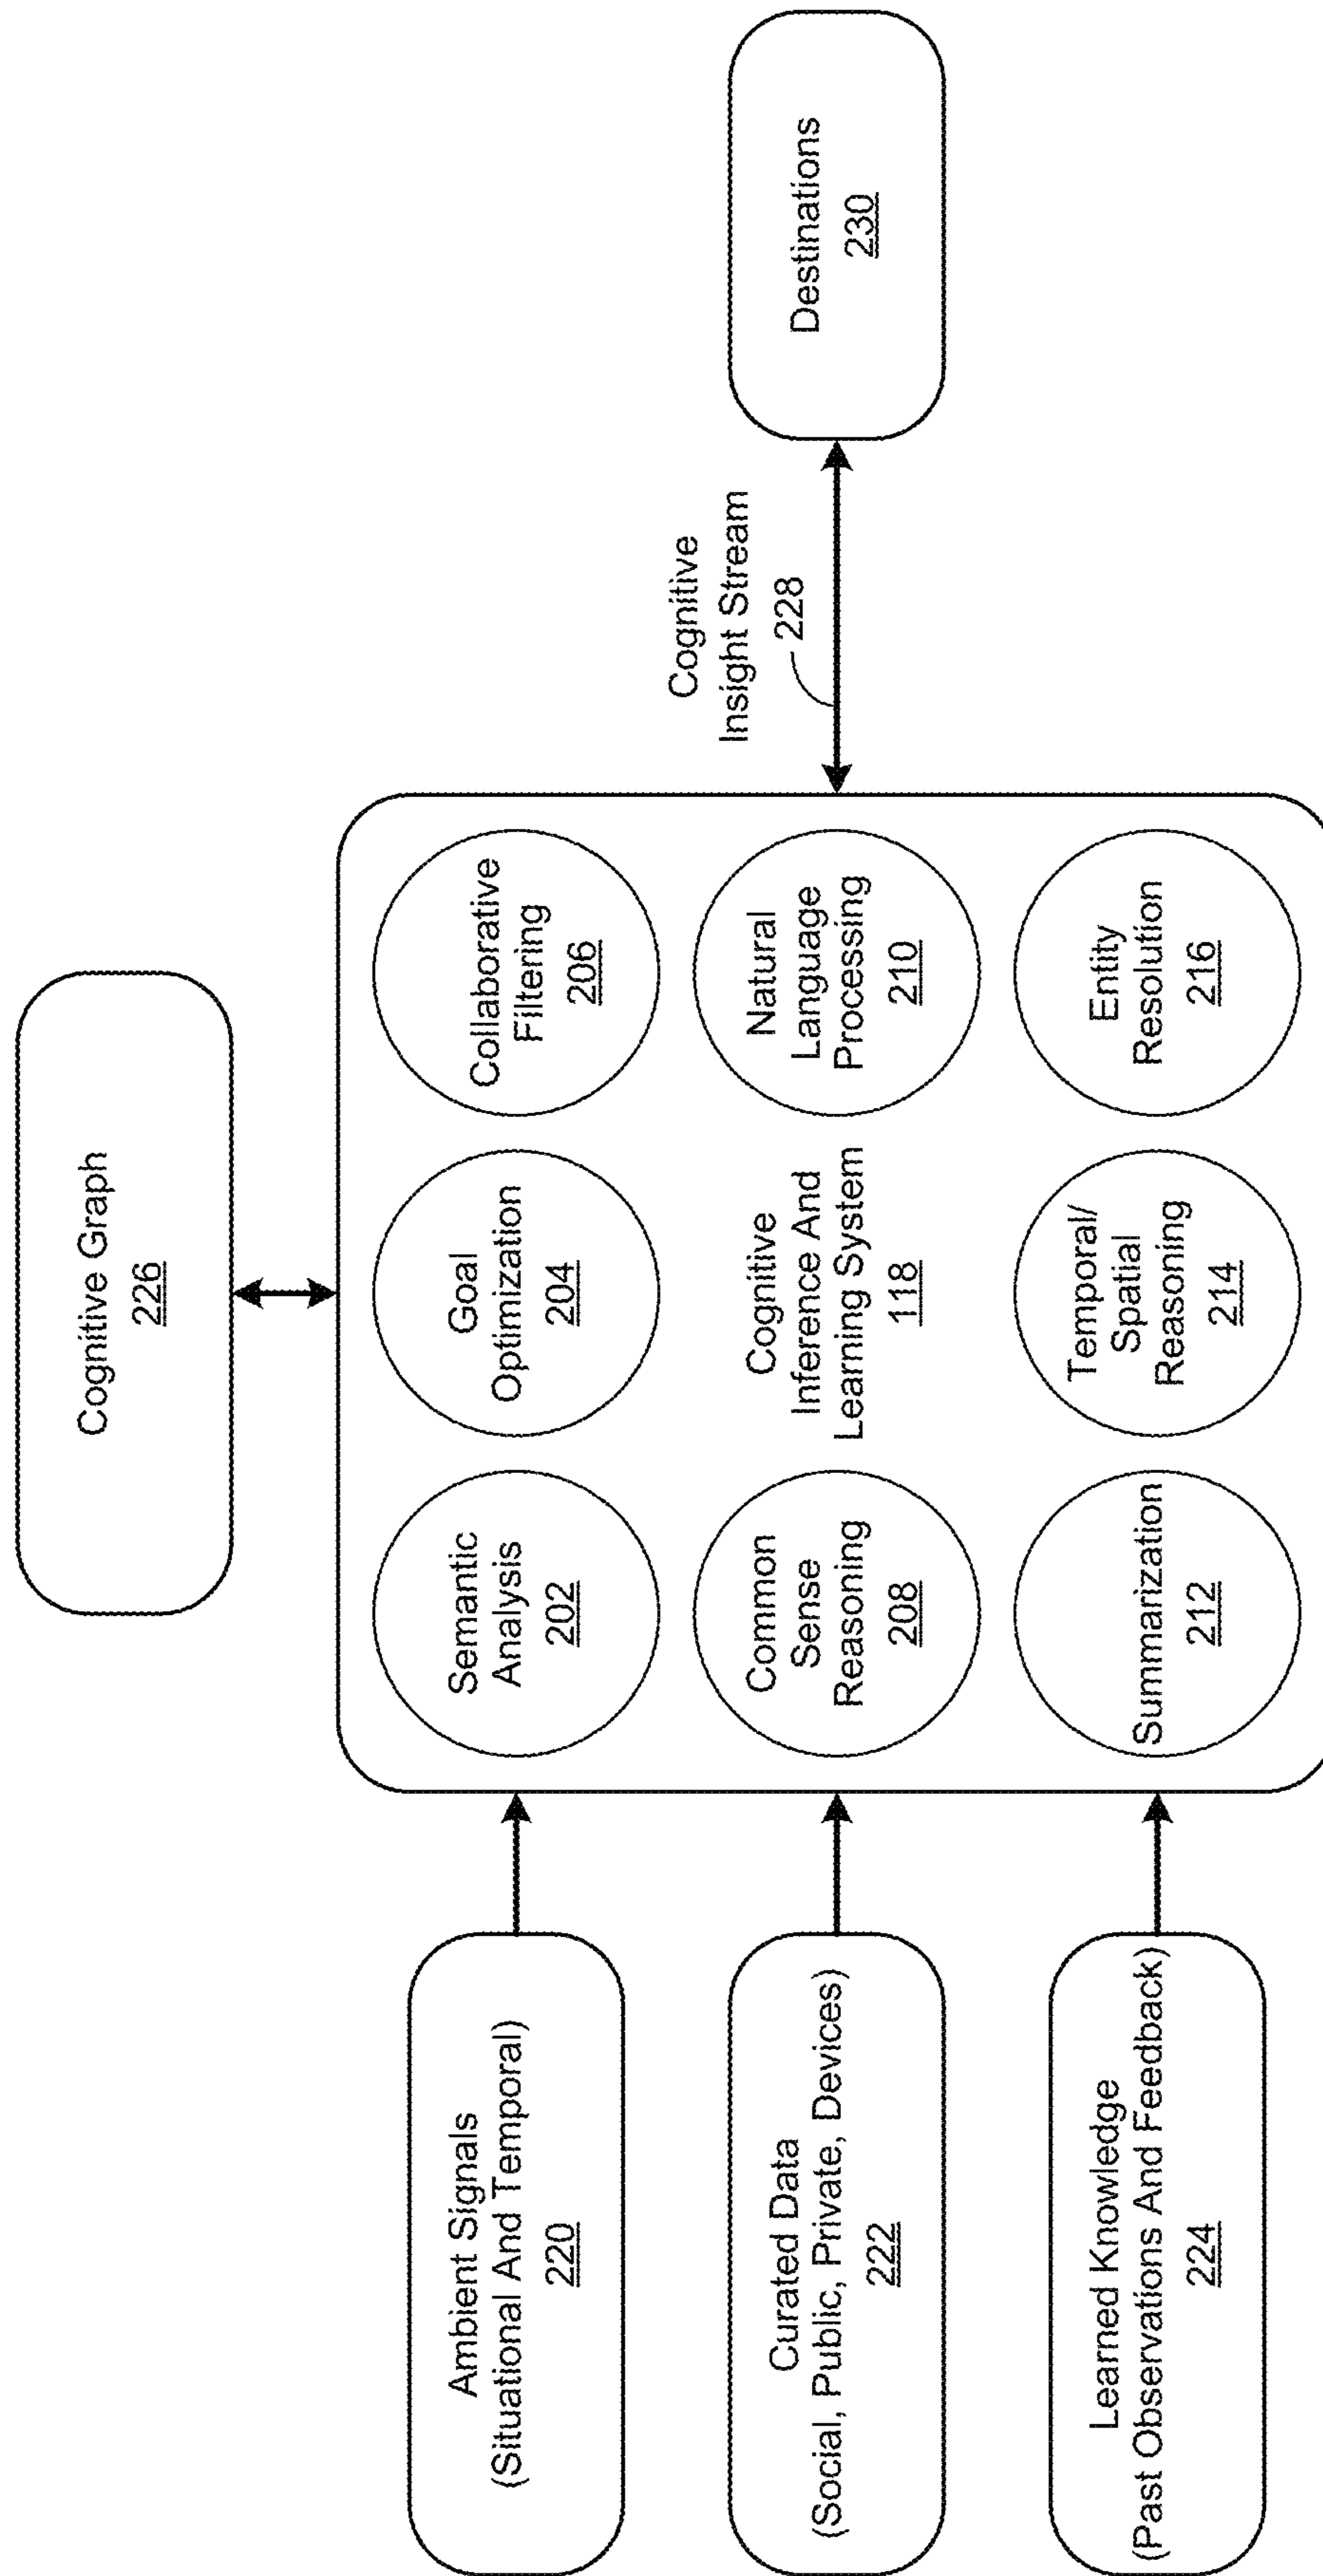 Cognitive Graph
226
Ambient Signals
(Situational And Temporal)
220
Curated Data
(Social, Public, Private, Devices)
222
Learned Knowledge
(Past Observations And Feedback)
224
Semantic
Analysis
202
Goal
Optimization
204
Collaborative
Filtering
206
Common
Sense
Reasoning
208
Cognitive
Inference And
Learning System
118
Natural
Language
Processing
210
Summarization
212
Temporal/
Spatial
Reasoning
214
Entity
Resolution
216
Cognitive
Insight Stream
228
Destinations
230